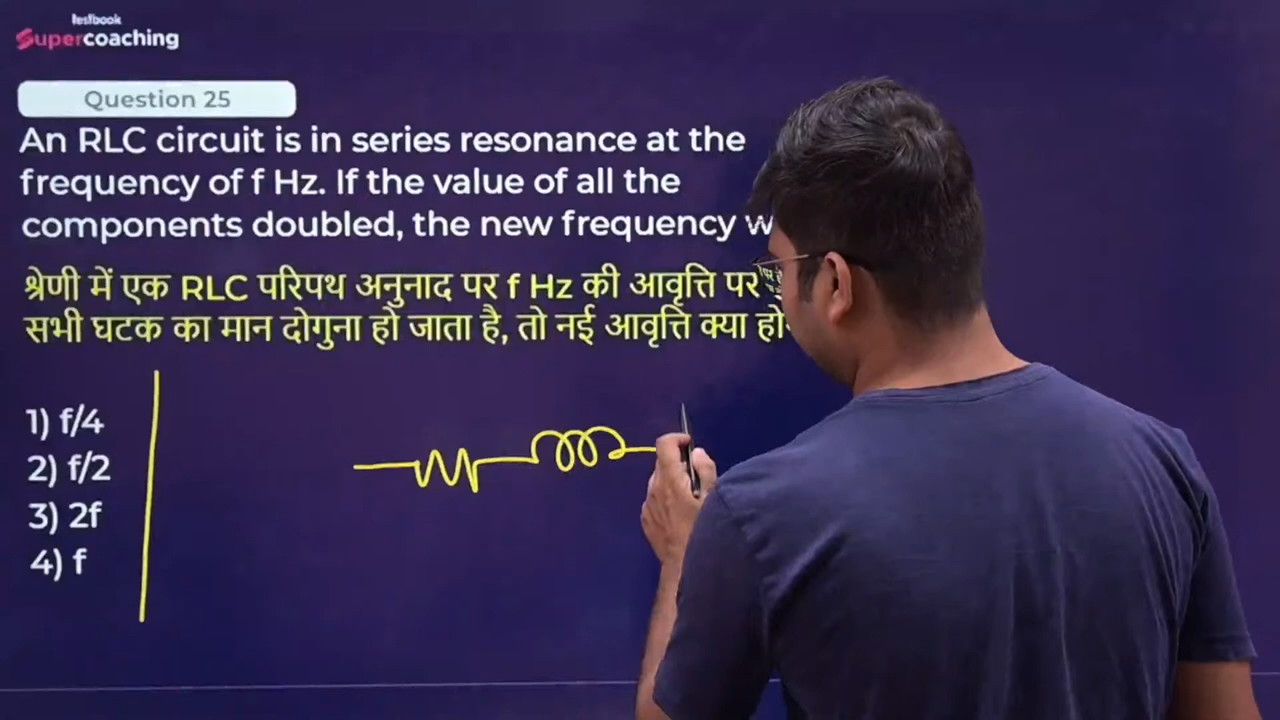 testbook
Supercoaching
Question 25
An RLC circuit is in series resonance at the
frequency of f Hz. If the value of all the
components doubled, the new frequency
श्रेणी में एक RLC परिपथ अनुनाद पर f Hz की आवृत्ति पर
सभी घटक का मान दोगुना हो जाता है, तो नई आवृत्ति क्या
1) f/4
2) f/2
3) 2f
4) f